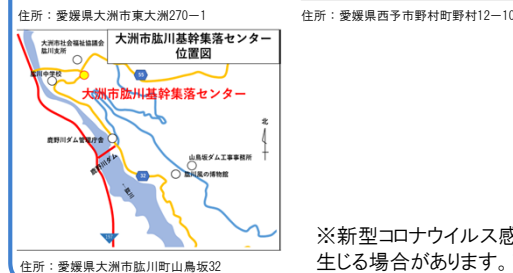 住所：愛媛県大洲市東大洲270－1
住所：愛媛県西予市野村町野村12－10
大洲市肱川基幹集落センター
位置図
大洲市社会福祉協議会
肱川支所
肱川中学校
大洲市肱川基幹集落センター
鹿野川ダム管理庁舎
鹿野川ダム
山鳥坂ダム工事事務所
肱川風の博物館
32
北
住所：愛媛県大洲市肱川町山鳥坂32
※新型コロナウイルス感
生じる場合があります。